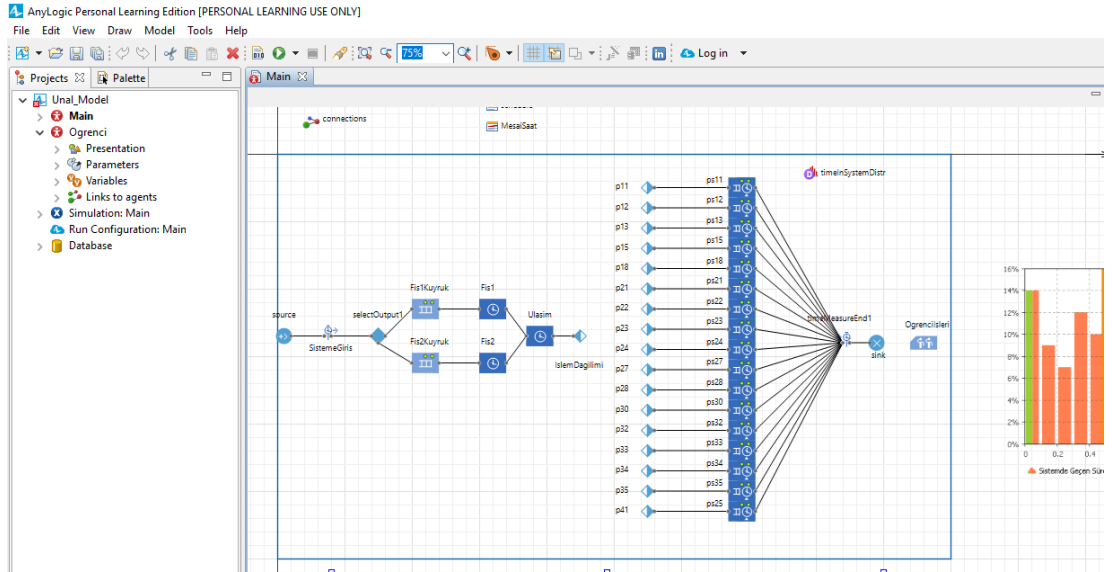 AnyLogic Personal Learning Edition [PERSONAL LEARNING USE ONLY]
File Edit View Draw Model Tools Help
75%
Log in
Projects
Palette
Main
Unal_Model
Main
Ogrenci
Presentation
Parameters
Variables
Links to agents
Simulation: Main
Run Configuration: Main
Database
connections
MesaiSaat
timeInSystemDistr
source
SistemeGiris
selectOutput1
Fis1Kuyruk
Fis1
Fis2Kuyruk
Fis2
Ulasim
IslemDagilimi
p11 ps11
p12 ps12
p13 ps13
p15 ps15
p18 ps18
p21 ps21
p22 ps22
p23 ps23
p24 ps24
p27 ps27
p28 ps28
p30 ps30
p32 ps32
p33 ps33
p34 ps34
p35 ps35
p41 ps25
timeMeasureEnd1
sink
Ogrenciisleri
16%
14%
12%
10%
8%
6%
4%
2%
0%
0 0.2 0.4
Sistemde Geçen Süre